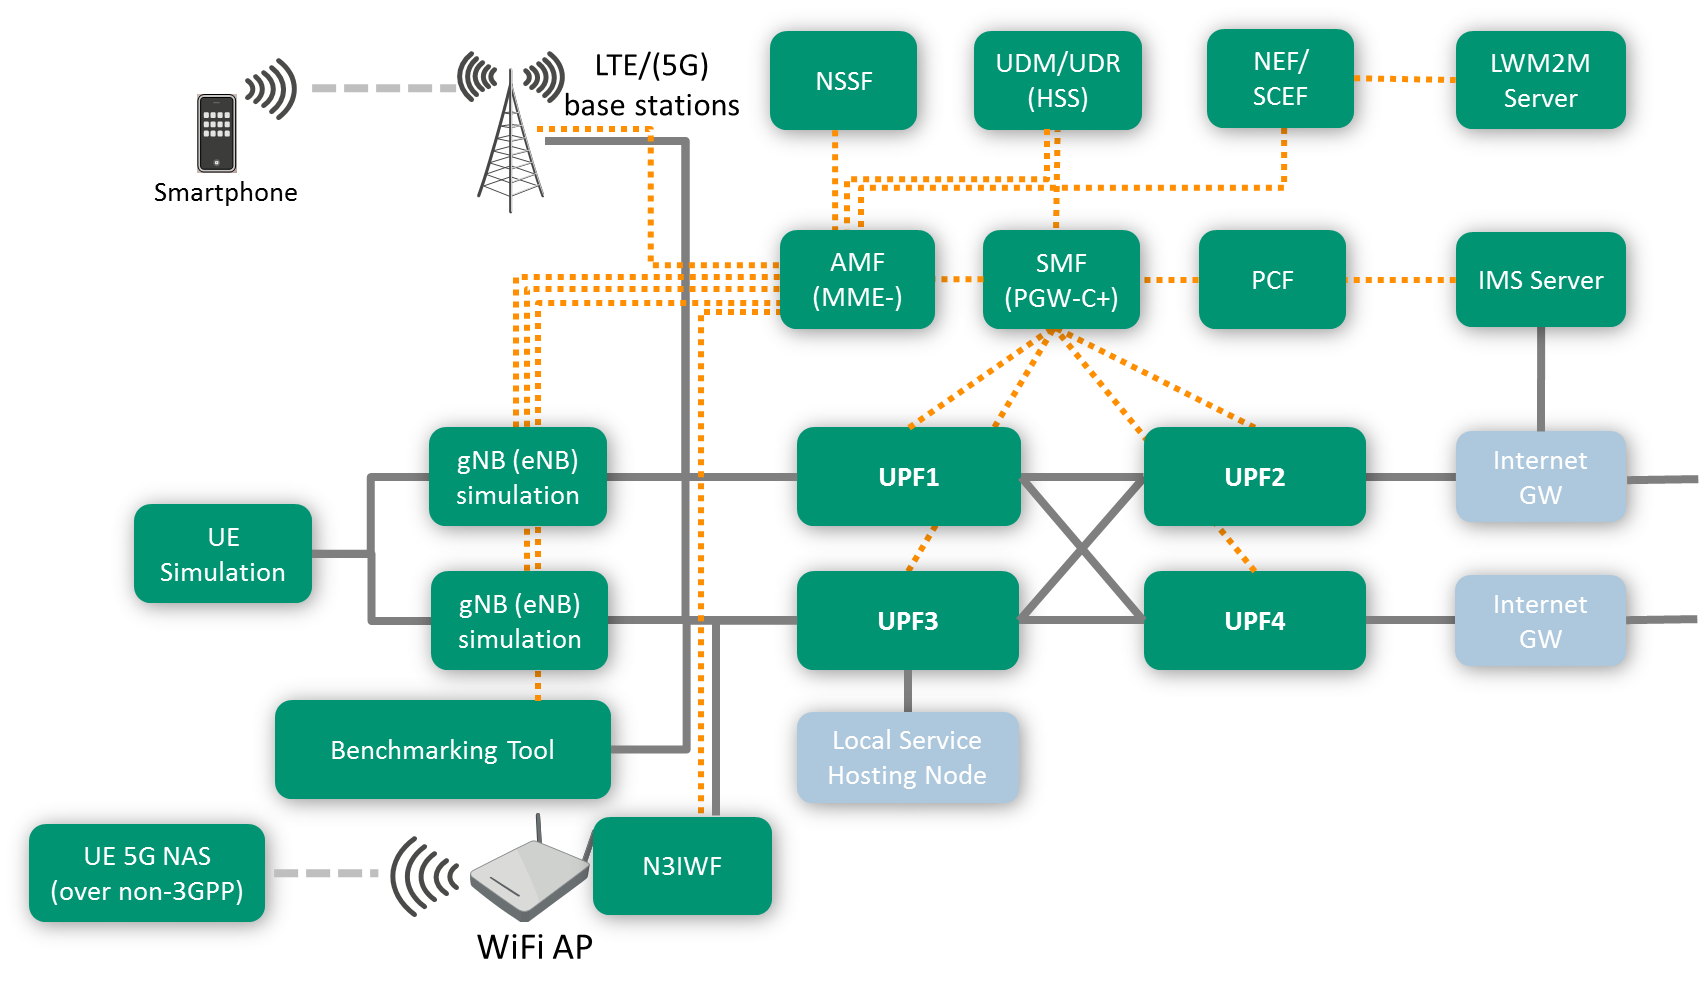 LTE/(5G)
base stations
Smartphone
NSSF
UDM/UDR
(HSS)
NEF/
SCEF
LWM2M
Server
AMF
(MME-)
SMF
(PGW-C+)
PCF
IMS Server
gNB (eNB)
simulation
UPF1
UPF2
Internet
GW
UE
Simulation
gNB (eNB)
simulation
UPF3
UPF4
Internet
GW
Benchmarking Tool
Local Service
Hosting Node
UE 5G NAS
(over non-3GPP)
N3IWF
WiFi AP